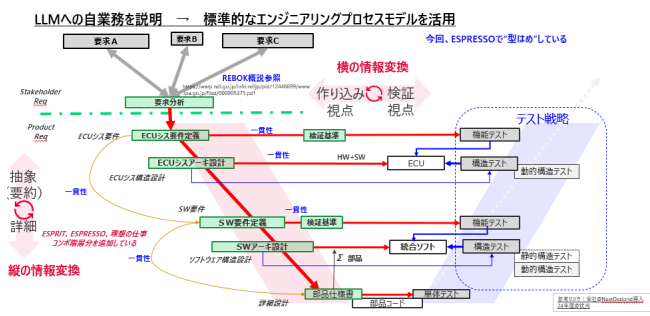 LLMへの自業務を説明　→　標準的なエンジニアリングプロセスモデルを活用
今回、ESPRESSOで"型はめ"している
要求A
要求B
要求C
REBOK概説参照
横の情報変換
作り込み 視点
検証 視点
Stakeholder
Req
要求分析
Product
Req
テスト戦略
ECUシス要件
ECUシス要件定義
一貫性
検証基準
機能テスト
ECUシスアーキ設計
一貫性
HW+SW
ECU
構造テスト
動的構造テスト
ECUシス構造設計
抽象
(要約)
詳細
一貫性
SW要件
ESPRIT, ESPRESSO, 理想の仕事
コンボ階層分を追加している
一貫性
SW要件定義
検証基準
機能テスト
SWアーキ設計
統合ソフト
構造テスト
ソフトウェア構造設計
Σ 部品
静的構造テスト
動的構造テスト
縦の情報変換
一貫性
部品仕様書
単体テスト
詳細設計
部品コード